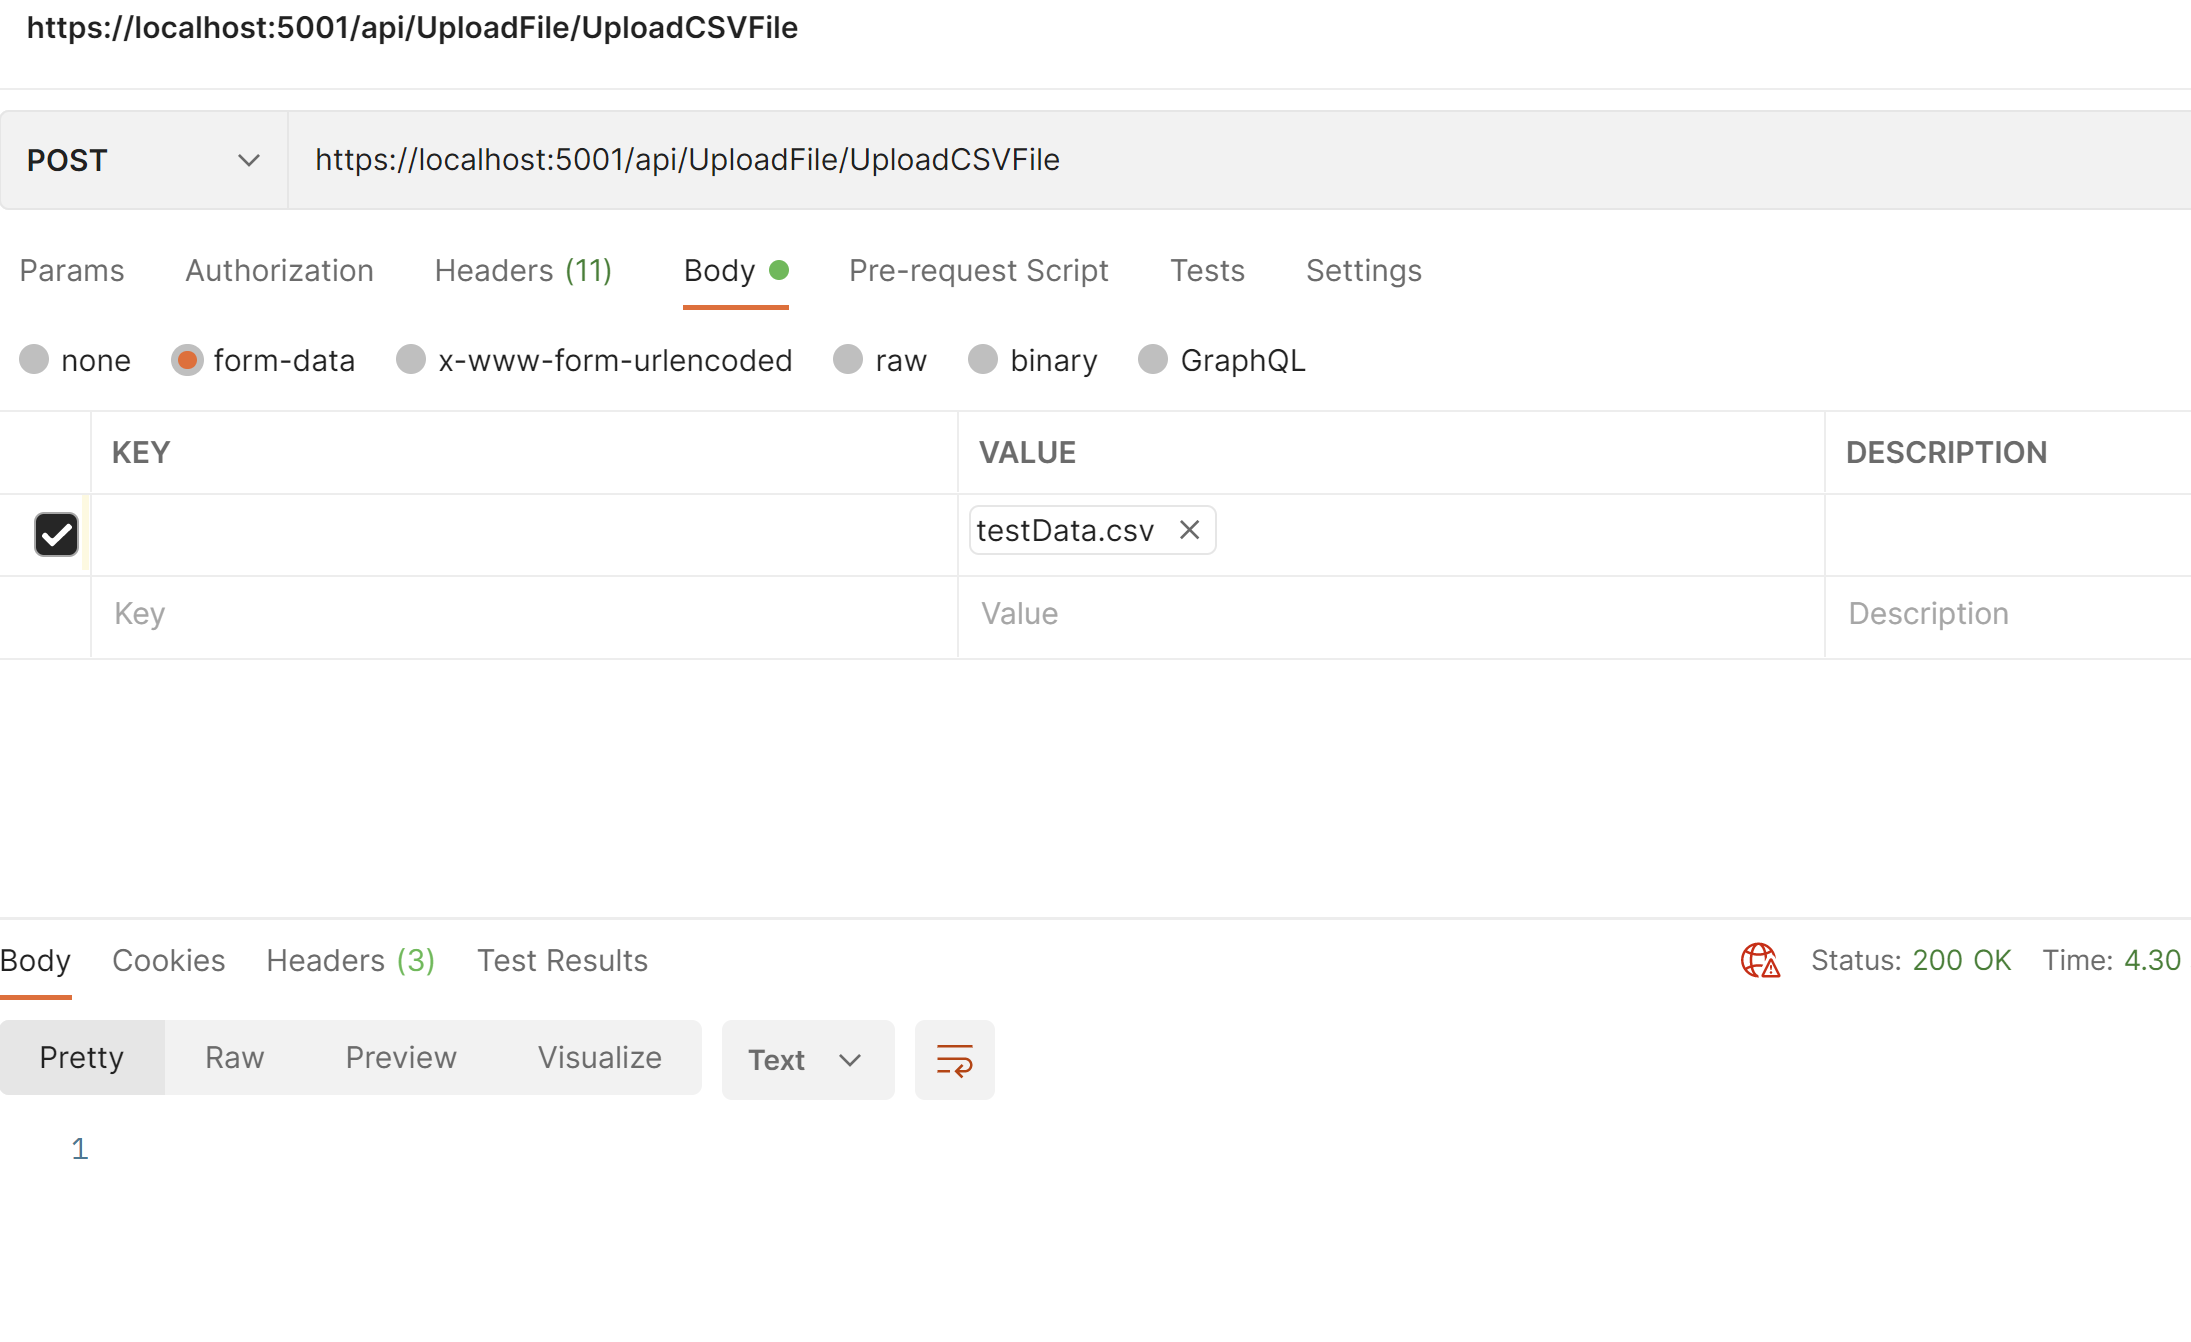 https://localhost:5001/api/UploadFile/UploadCSVFile
POST https://localhost:5001/api/UploadFile/UploadCSVFile
Params Authorization Headers (11) Body Pre-request Script Tests Settings
none form-data x-www-form-urlencoded raw binary GraphQL
KEY VALUE DESCRIPTION
testData.csv
Key Value Description
Body Cookies Headers (3) Test Results Status: 200 OK Time: 4.30
Pretty Raw Preview Visualize Text
1